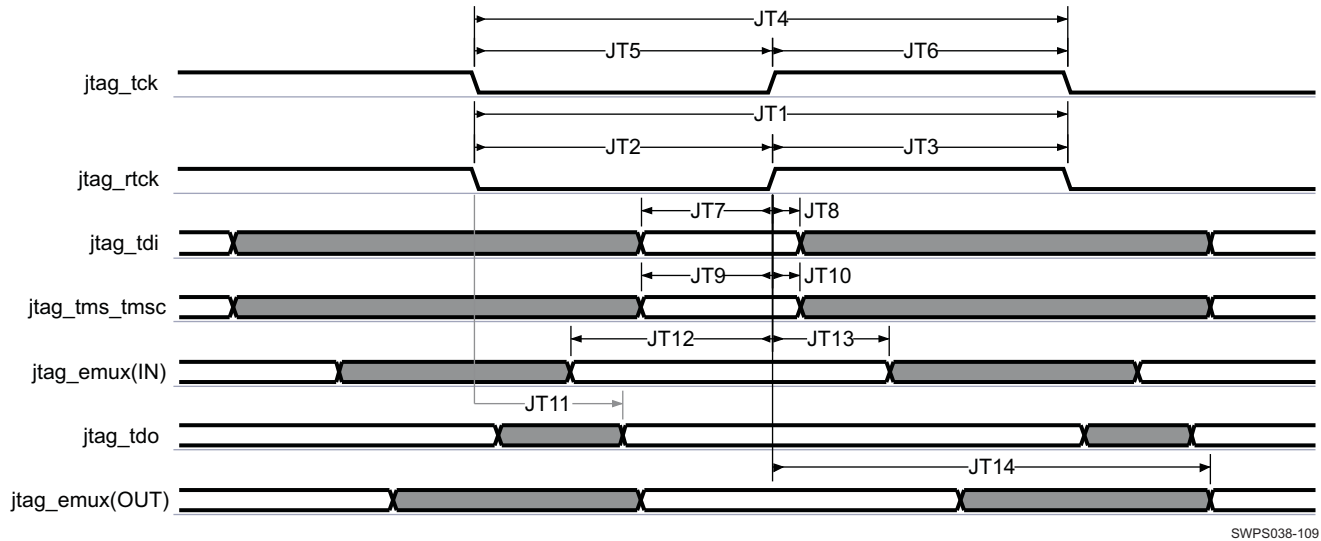 JT4
JT5 JT6
jtag_tck
JT1
JT2 JT3
jtag_rtck
JT7 JT8
jtag_tdi
JT9 JT10
jtag_tms_tmsc
JT12 JT13
jtag_emux(IN)
JT11
jtag_tdo
JT14
jtag_emux(OUT)
SWPS038-109